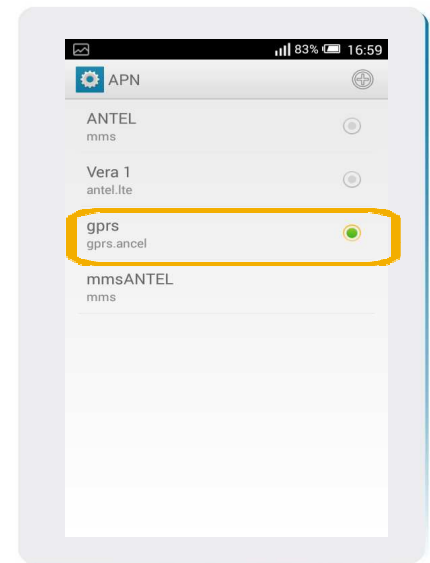 83% 16:59
APN
ANTEL
mms
Vera 1
antel.lte
gprs
gprs.ancel
mmsANTEL
mms